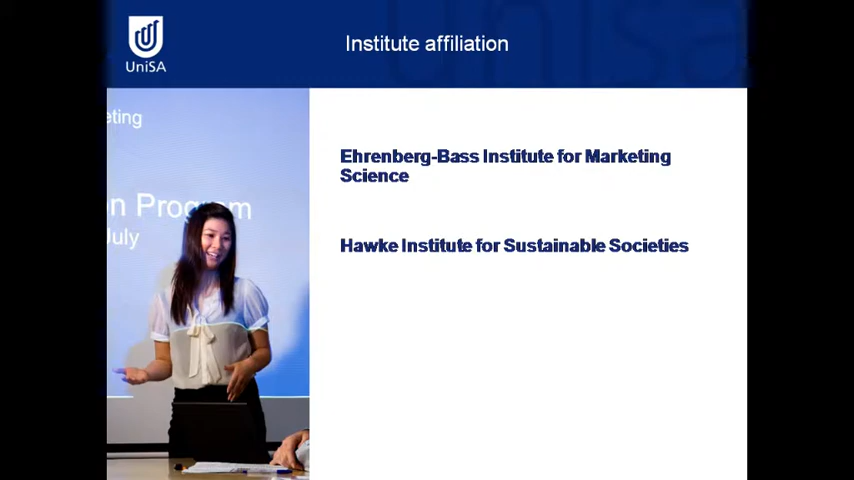 UniSA
Institute affiliation
eting
n Program
July
Ehrenberg-Bass Institute for Marketing
Science
Hawke Institute for Sustainable Societies